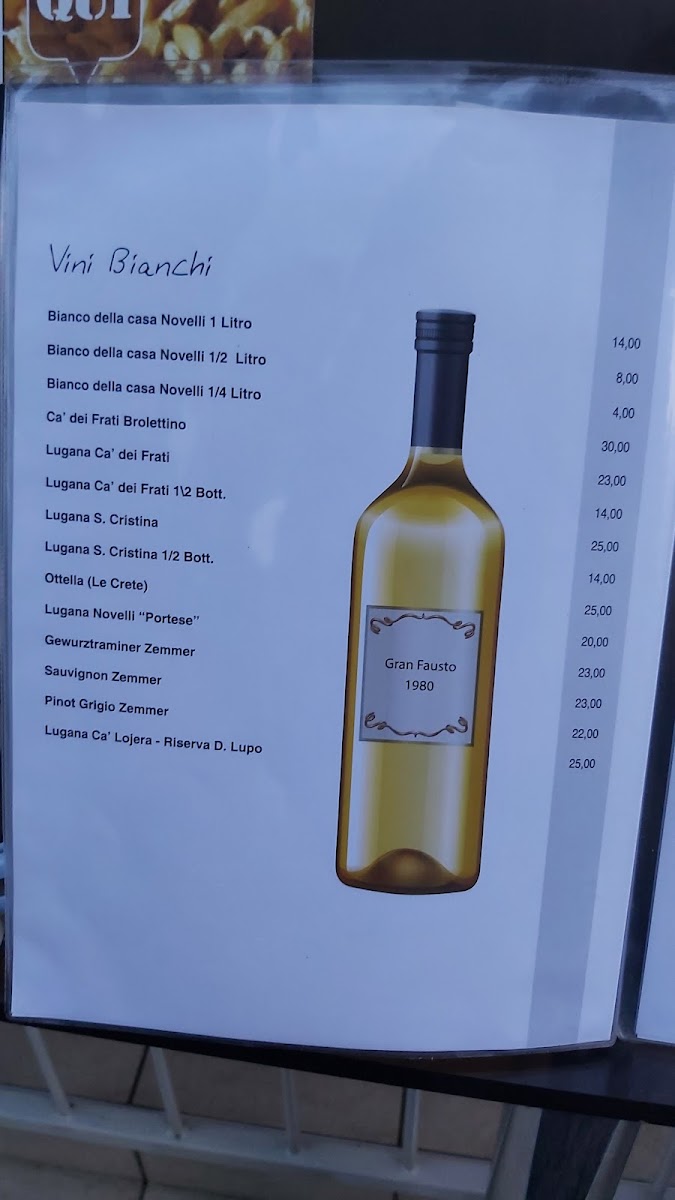 QUI
Vini Bianchi
Bianco della casa Novelli 1 Litro 14,00
Bianco della casa Novelli 1/2 Litro 8,00
Bianco della casa Novelli 1/4 Litro 4,00
Ca' dei Frati Brolettino 30,00
Lugana Ca' dei Frati 23,00
Lugana Ca' dei Frati 1\2 Bott. 14,00
Lugana S. Cristina 25,00
Lugana S. Cristina 1/2 Bott. 14,00
Ottella (Le Crete) 25,00
Lugana Novelli “Portese” 20,00
Gewurztraminer Zemmer 23,00
Sauvignon Zemmer 23,00
Pinot Grigio Zemmer 22,00
Lugana Ca' Lojera - Riserva D. Lupo 25,00
Gran Fausto
1980